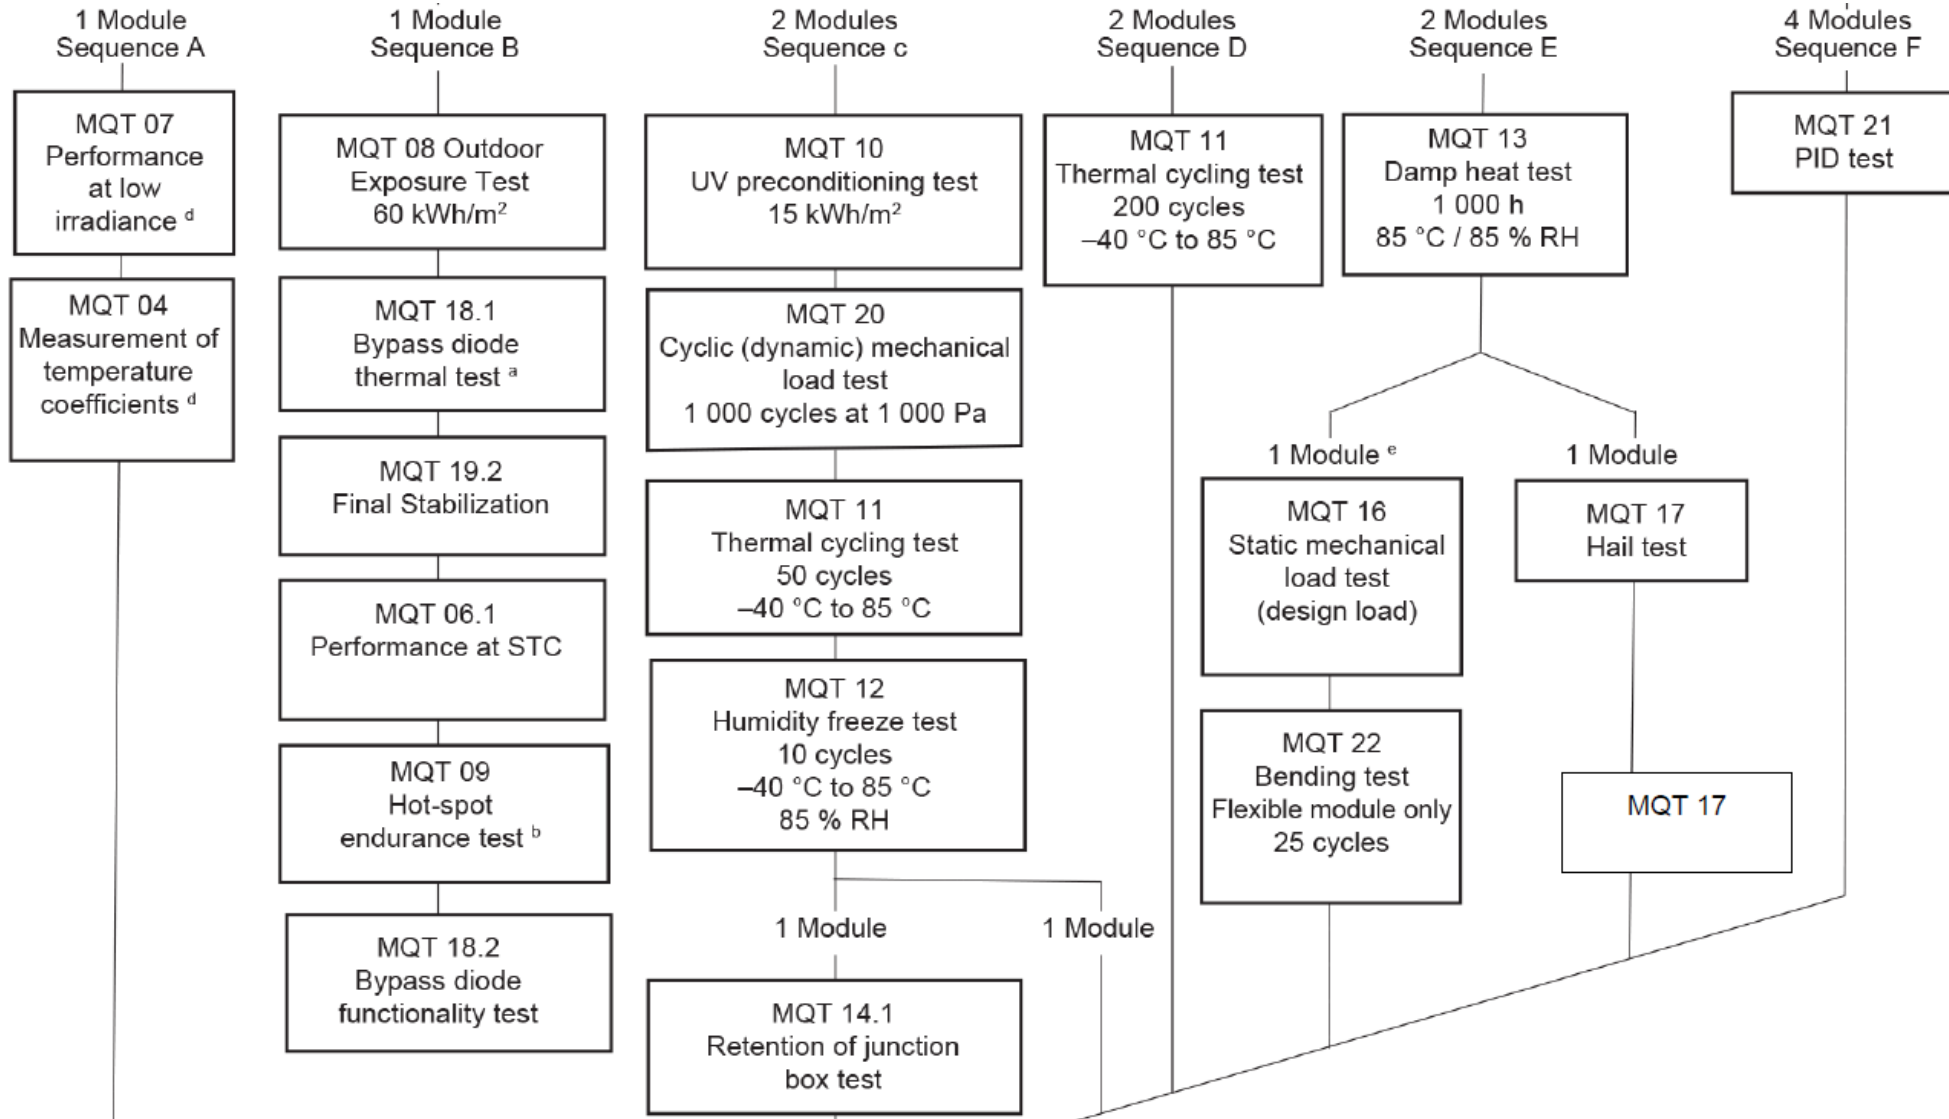 1 Module
Sequence A
MQT 07
Performance
at low
irradiance ᵈ
MQT 04
Measurement of
temperature
coefficients ᵈ
1 Module
Sequence B
MQT 08 Outdoor
Exposure Test
60 kWh/m²
MQT 18.1
Bypass diode
thermal test ᵃ
MQT 19.2
Final Stabilization
MQT 06.1
Performance at STC
MQT 09
Hot-spot
endurance test ᵇ
MQT 18.2
Bypass diode
functionality test
2 Modules
Sequence c
MQT 10
UV preconditioning test
15 kWh/m²
MQT 20
Cyclic (dynamic) mechanical
load test
1 000 cycles at 1 000 Pa
MQT 11
Thermal cycling test
50 cycles
–40 °C to 85 °C
MQT 12
Humidity freeze test
10 cycles
–40 °C to 85 °C
85 % RH
1 Module
1 Module
MQT 14.1
Retention of junction
box test
2 Modules
Sequence D
MQT 11
Thermal cycling test
200 cycles
–40 °C to 85 °C
2 Modules
Sequence E
MQT 13
Damp heat test
1 000 h
85 °C / 85 % RH
1 Module ᵉ
MQT 16
Static mechanical
load test
(design load)
MQT 22
Bending test
Flexible module only
25 cycles
1 Module
MQT 17
Hail test
MQT 17
4 Modules
Sequence F
MQT 21
PID test